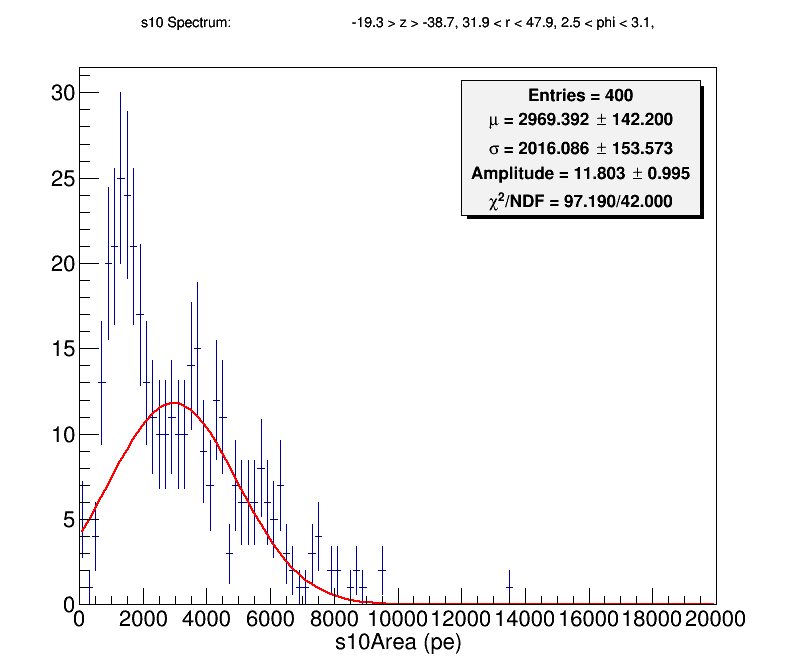 s10 Spectrum: -19.3 > z > -38.7, 31.9 < r < 47.9, 2.5 < phi < 3.1,
Entries = 400
μ = 2969.392 ± 142.200
σ = 2016.086 ± 153.573
Amplitude = 11.803 ± 0.995
χ²/NDF = 97.190/42.000
30
25
20
15
10
5
0
0 2000 4000 6000 8000 10000 12000 14000 16000 18000 20000
s10Area (pe)